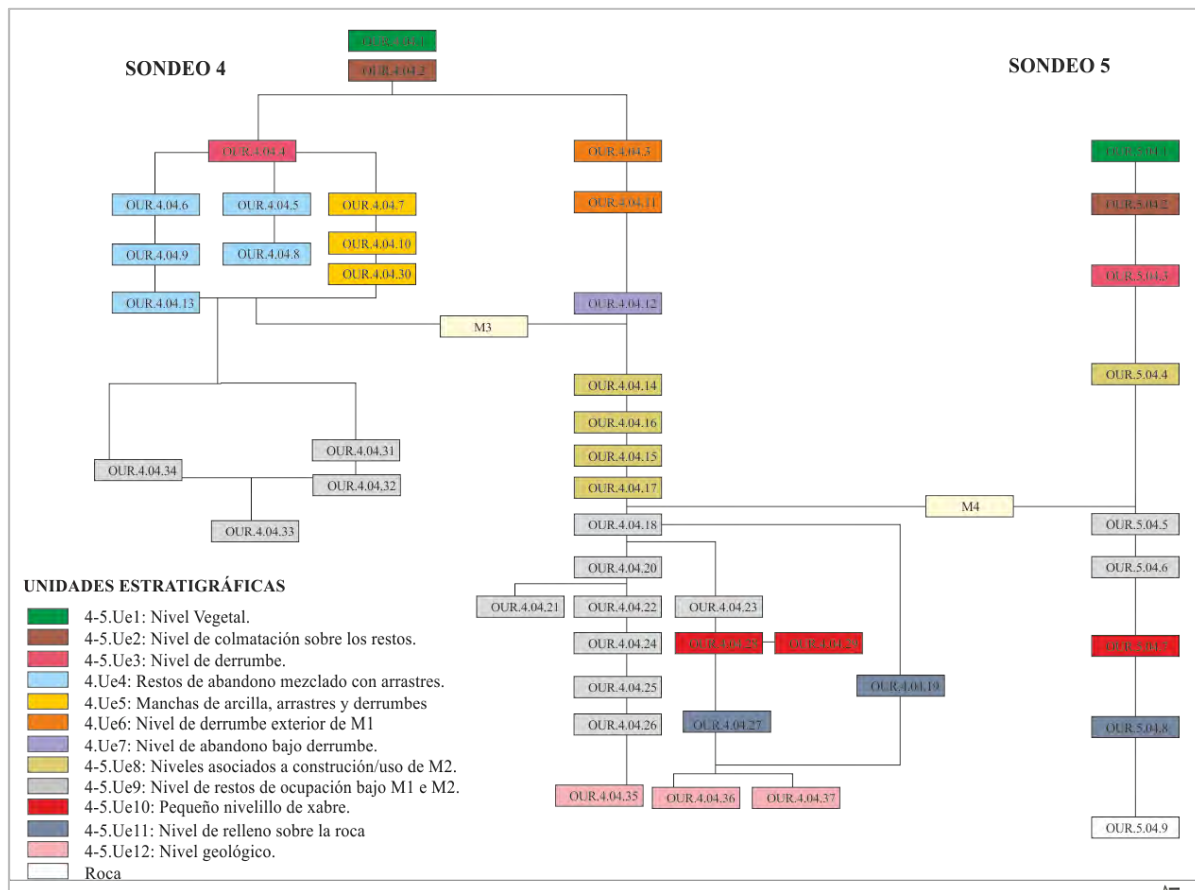 SONDEO 4
OUR.4.04.2
SONDEO 5
OUR.4.04.4
OUR.4.04.3
OUR.5.04.1
OUR.4.04.6
OUR.4.04.5
OUR.4.04.7
OUR.4.04.11
OUR.5.04.2
OUR.4.04.9
OUR.4.04.8
OUR.4.04.10
OUR.4.04.30
OUR.5.04.3
OUR.4.04.13
OUR.4.04.12
M3
OUR.4.04.14
OUR.5.04.4
OUR.4.04.16
OUR.4.04.31
OUR.4.04.15
OUR.4.04.34
OUR.4.04.32
OUR.4.04.17
M4
OUR.4.04.33
OUR.4.04.18
OUR.5.04.5
OUR.4.04.20
OUR.5.04.6
OUR.4.04.21
OUR.4.04.22
OUR.4.04.23
OUR.4.04.24
OUR.4.04.25
OUR.4.04.19
OUR.4.04.26
OUR.4.04.27
OUR.5.04.8
OUR.4.04.35
OUR.4.04.36
OUR.4.04.37
OUR.5.04.9
UNIDADES ESTRATIGRÁFICAS
4-5.Ue1: Nivel Vegetal.
4-5.Ue2: Nivel de colmatación sobre los restos.
4-5.Ue3: Nivel de derrumbe.
4.Ue4: Restos de abandono mezclado con arrastres.
4.Ue5: Manchas de arcilla, arrastres y derrumbes
4.Ue6: Nivel de derrumbe exterior de M1
4.Ue7: Nivel de abandono bajo derrumbe.
4-5.Ue8: Niveles asociados a construción/uso de M2.
4-5.Ue9: Nivel de restos de ocupación bajo M1 e M2.
4-5.Ue10: Pequeño nivelillo de xabre.
4-5.Ue11: Nivel de relleno sobre la roca
4-5.Ue12: Nivel geológico.
Roca